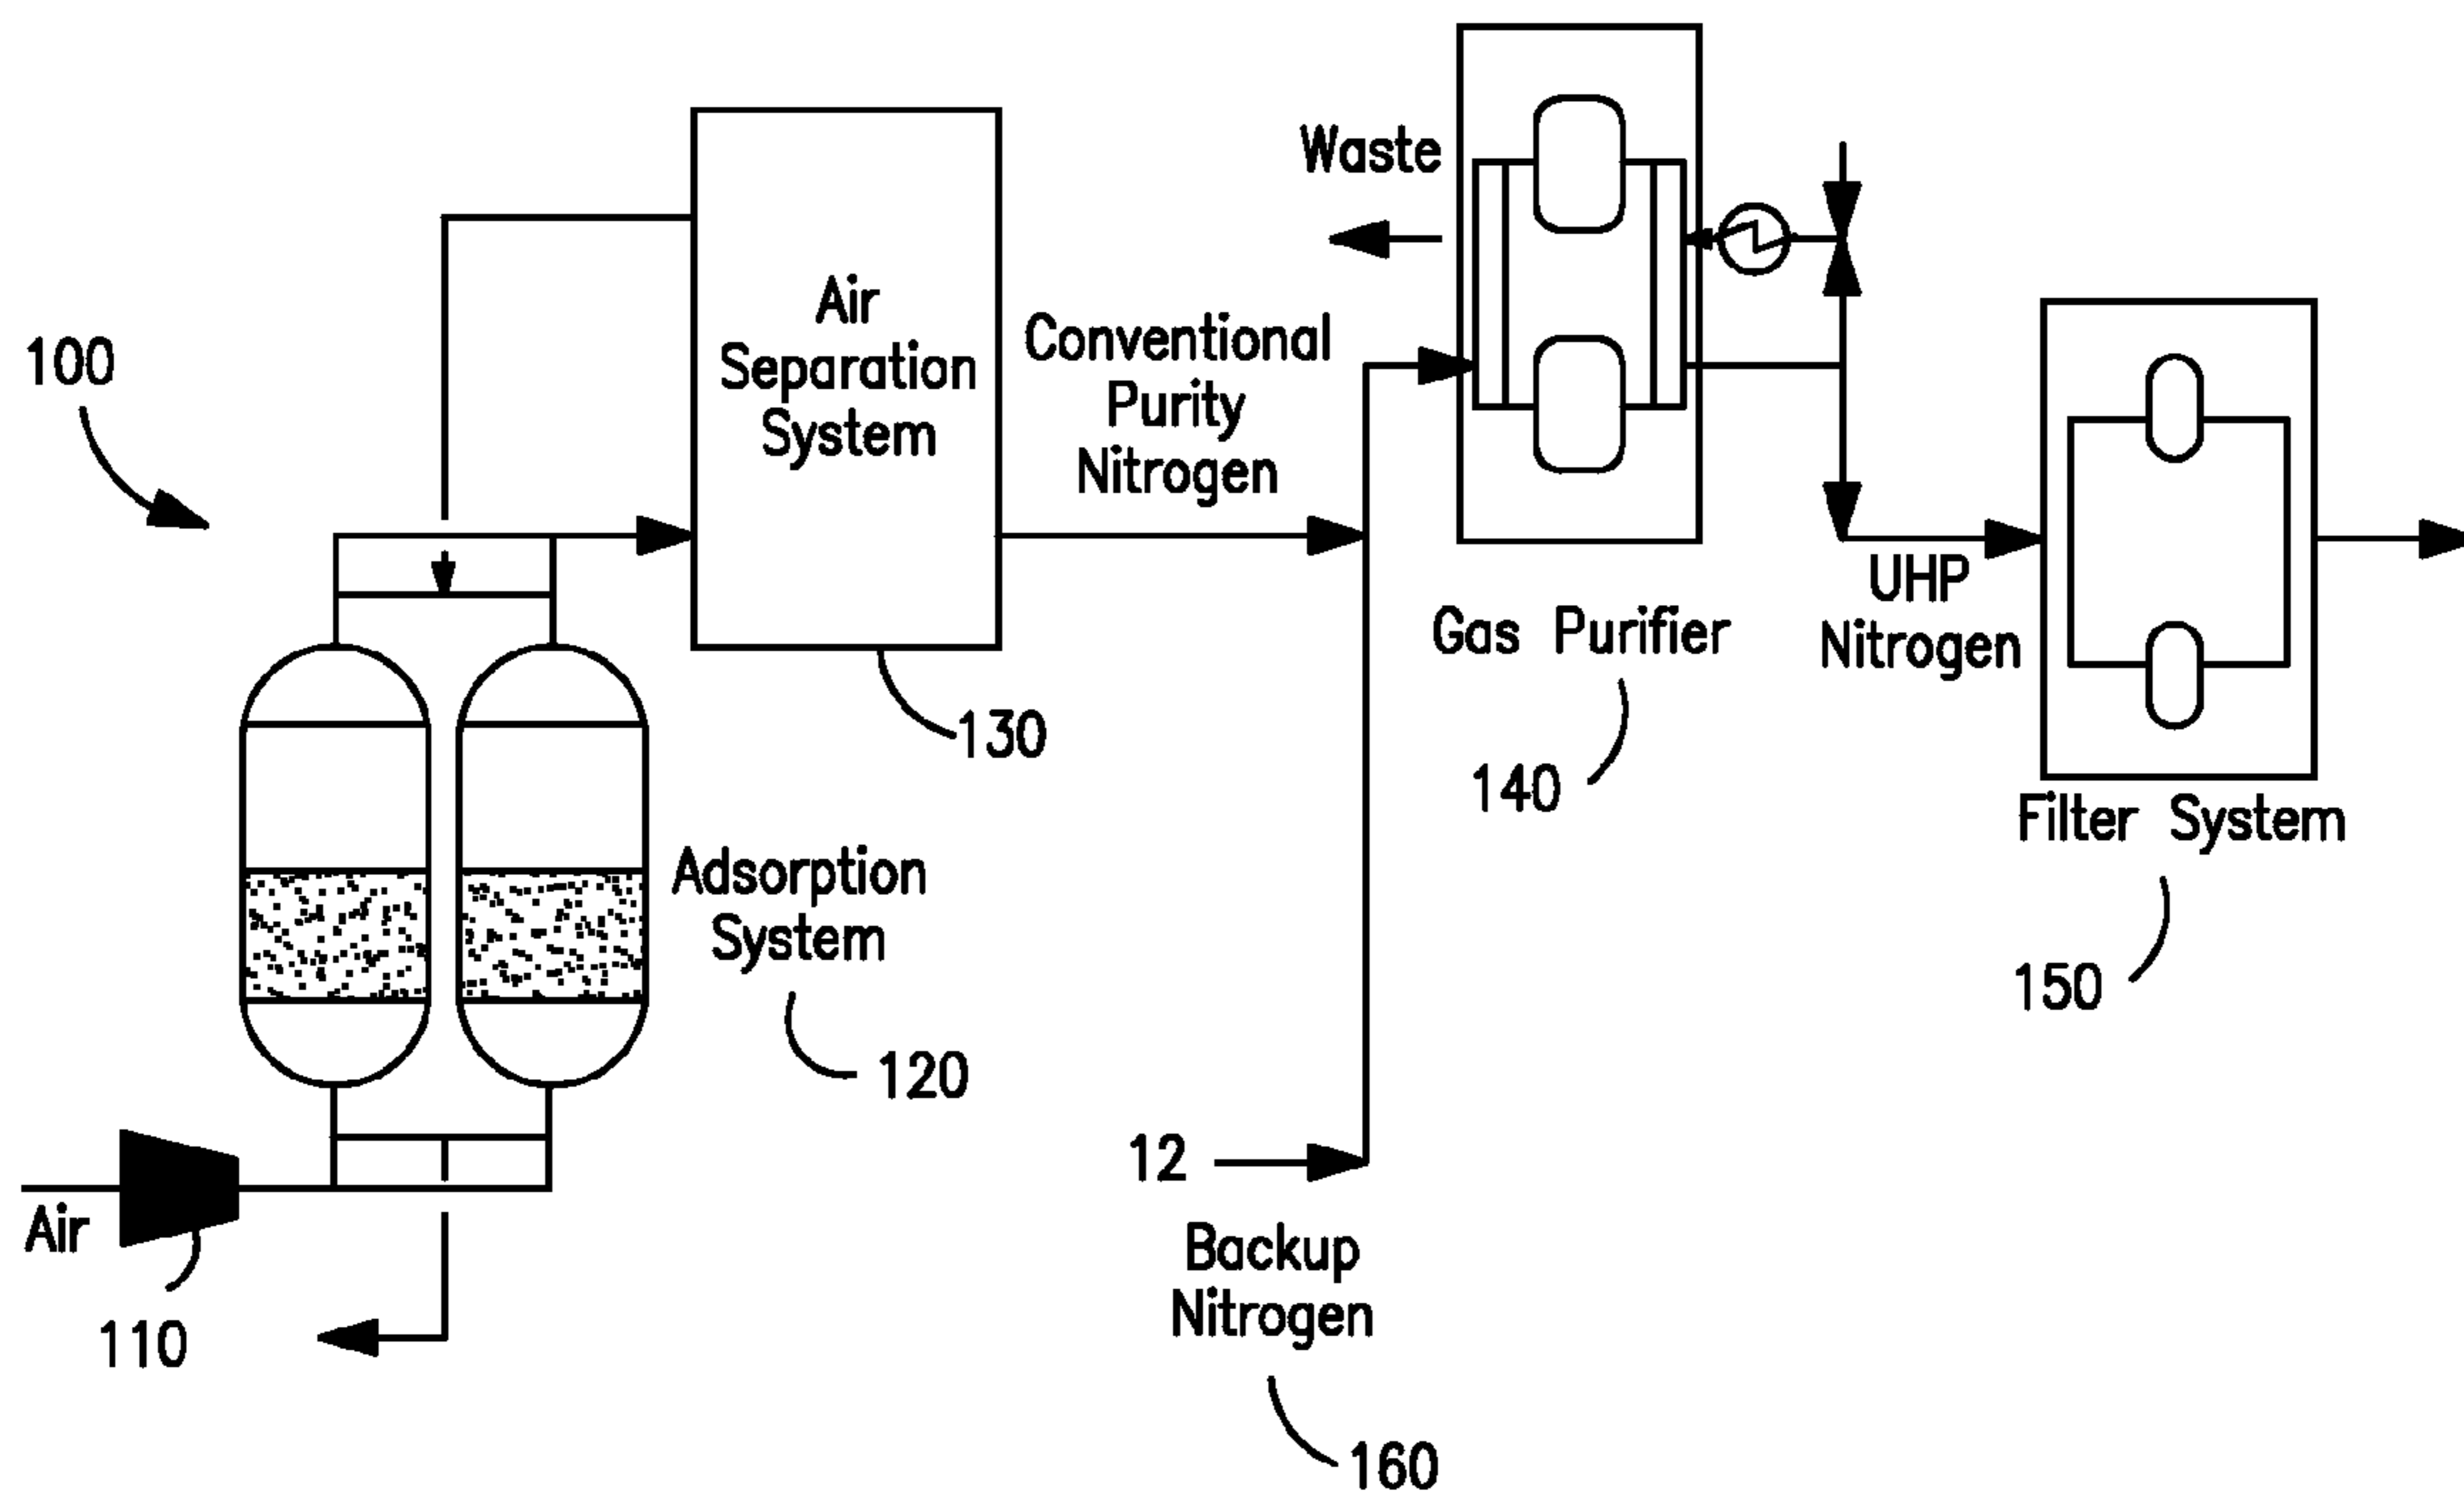 100
Air
Separation
System
130
Conventional
Purity
Nitrogen
Waste
Gas Purifier
140
UHP
Nitrogen
Filter System
150
Adsorption
System
120
Air
110
12
Backup
Nitrogen
160